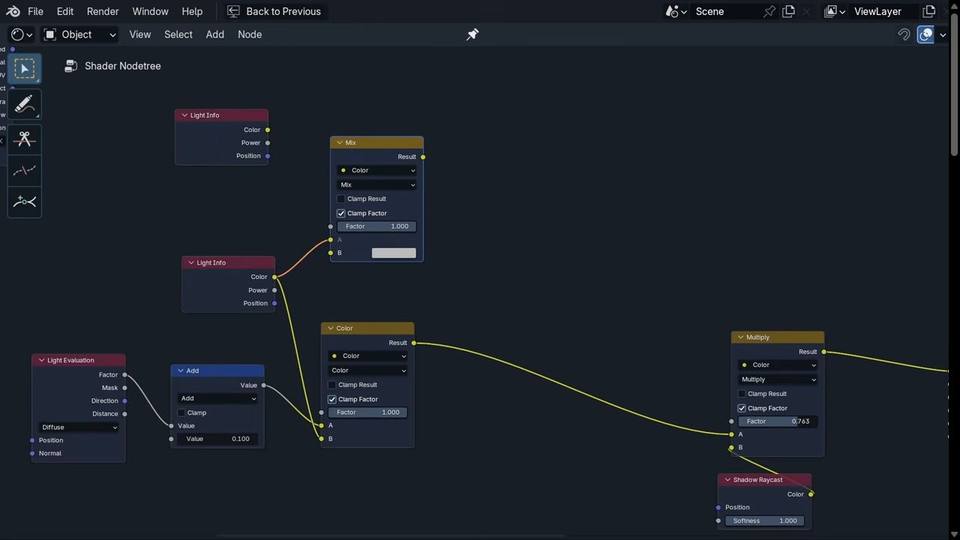 File Edit Render Window Help Back to Previous Scene ViewLayer
Object View Select Add Node
Shader Nodetree
Light Info
Color
Power
Position
Mix
Result
Color
Mix
Clamp Result
Clamp Factor
Factor 1.000
A
B
Light Info
Color
Power
Position
Color
Result
Color
Color
Clamp Result
Clamp Factor
Factor 1.000
A
B
Light Evaluation
Factor
Mask
Direction
Distance
Diffuse
Position
Normal
Add
Value
Add
Clamp
Value
Value 0.100
Multiply
Result
Color
Multiply
Clamp Result
Clamp Factor
Factor 0.763
A
B
Shadow Raycast
Color
Position
Softness 1.000